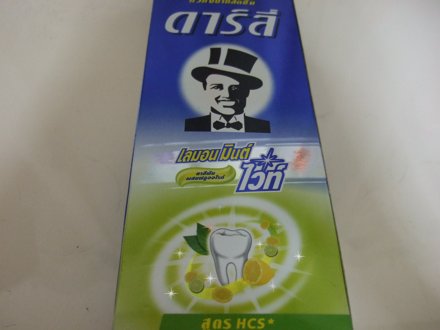 ดาร์ลี่
เลมอน มินต์
ไว้ท์
สูตร HCS*